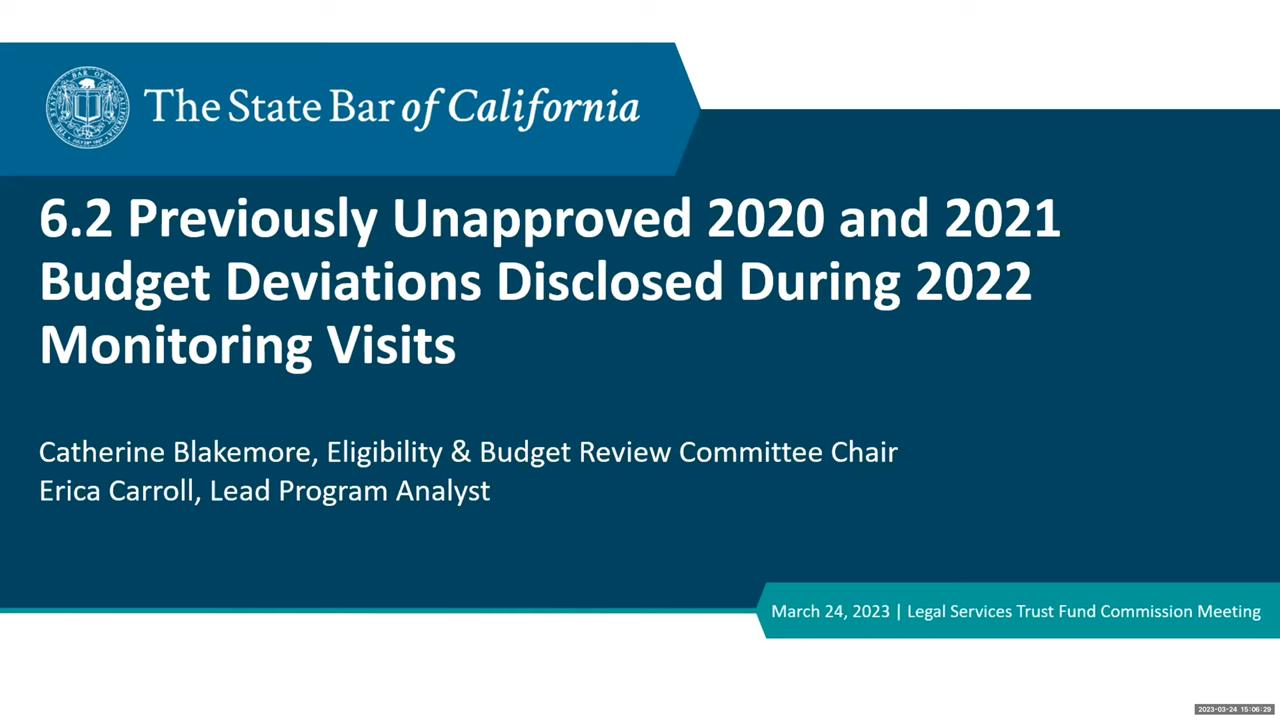 The State Bar of California
6.2 Previously Unapproved 2020 and 2021
Budget Deviations Disclosed During 2022
Monitoring Visits
Catherine Blakemore, Eligibility & Budget Review Committee Chair
Erica Carroll, Lead Program Analyst
March 24, 2023 | Legal Services Trust Fund Commission Meeting
2023-03-24 15:06:29